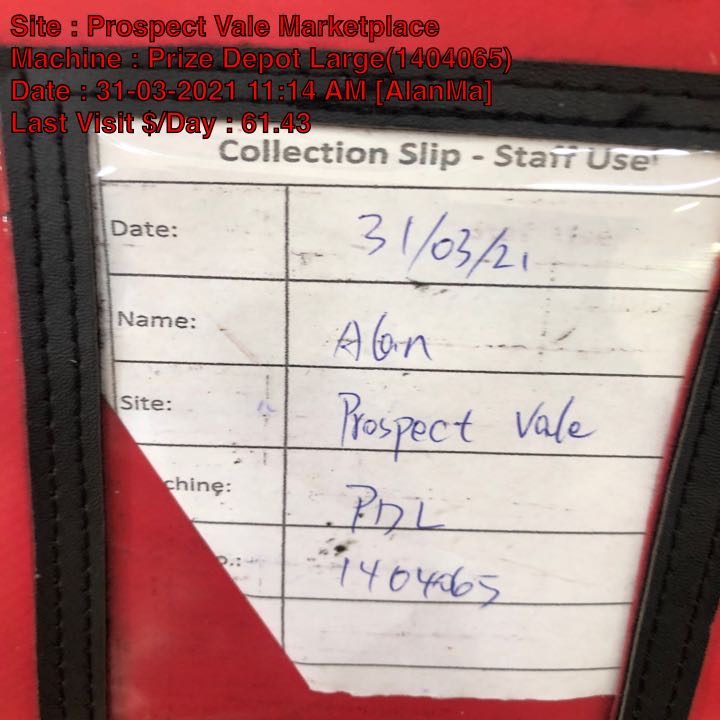 Site : Prospect Vale Marketplace
Machine : Prize Depot Large(1404065)
Date : 31-03-2021 11:14 AM [AlanMa]
Last Visit $/Day : 61.43
Collection Slip - Staff Use
Date: 31/03/21
Name: Alan
Site: Prospect Vale
chine: PDL
o.: 1404065